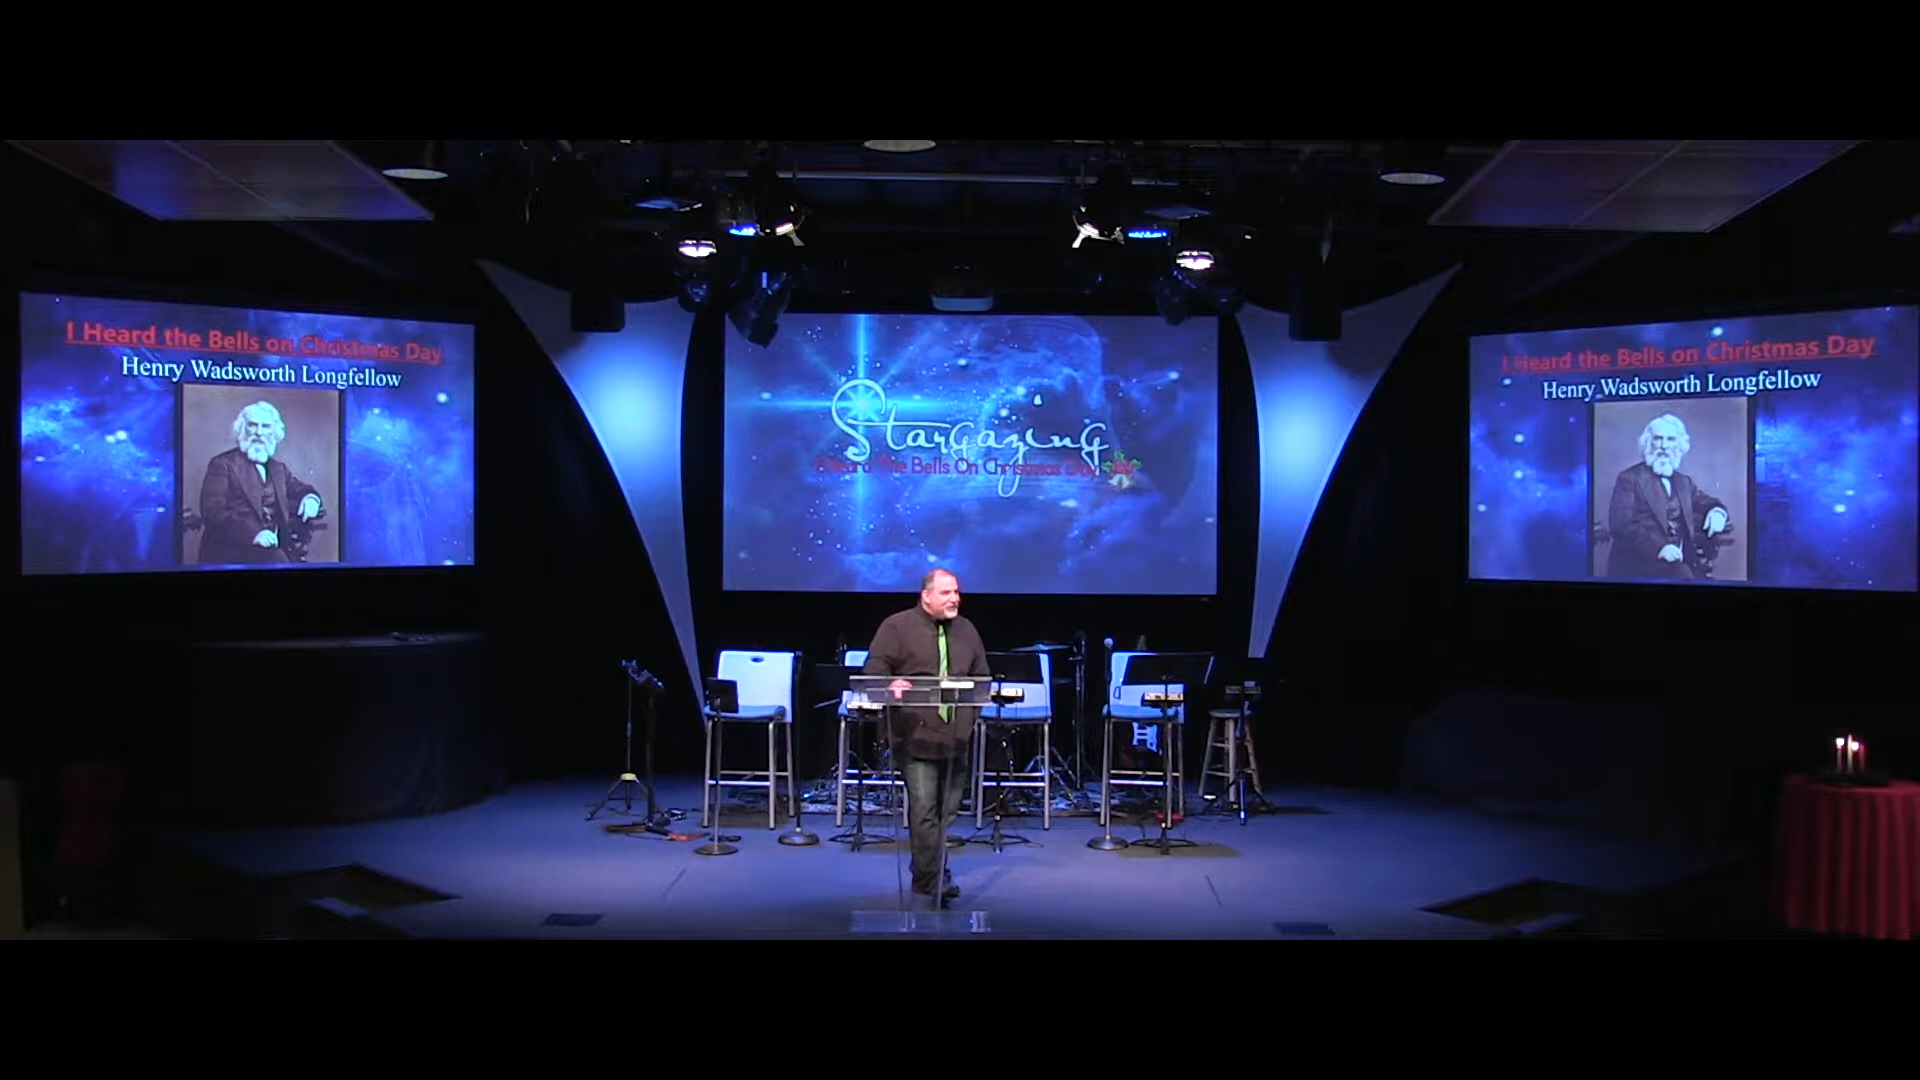 I Heard the Bells on Christmas Day
Henry Wadsworth Longfellow
Stargazing
I Heard The Bells On Christmas Day
I Heard the Bells on Christmas Day
Henry Wadsworth Longfellow